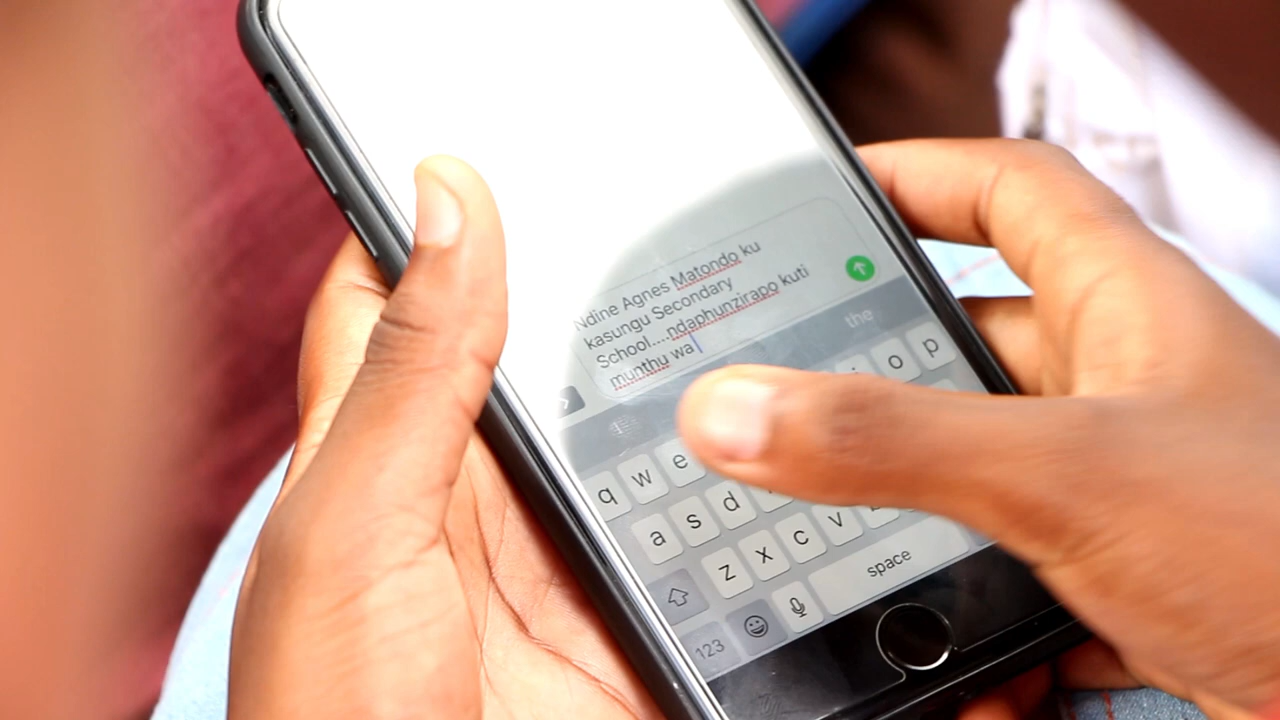 Ndine Agnes Matondo ku
kasungu Secondary
School....ndaphunzirapo kuti
munthu wa
the
q w e o p
a s d
z x c v
space
123